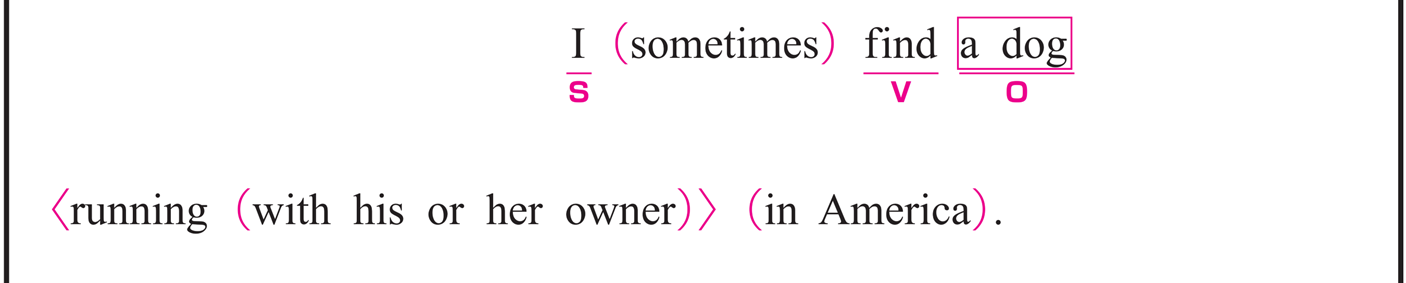 I (sometimes) find a dog
S V O
〈running (with his or her owner)〉 (in America).